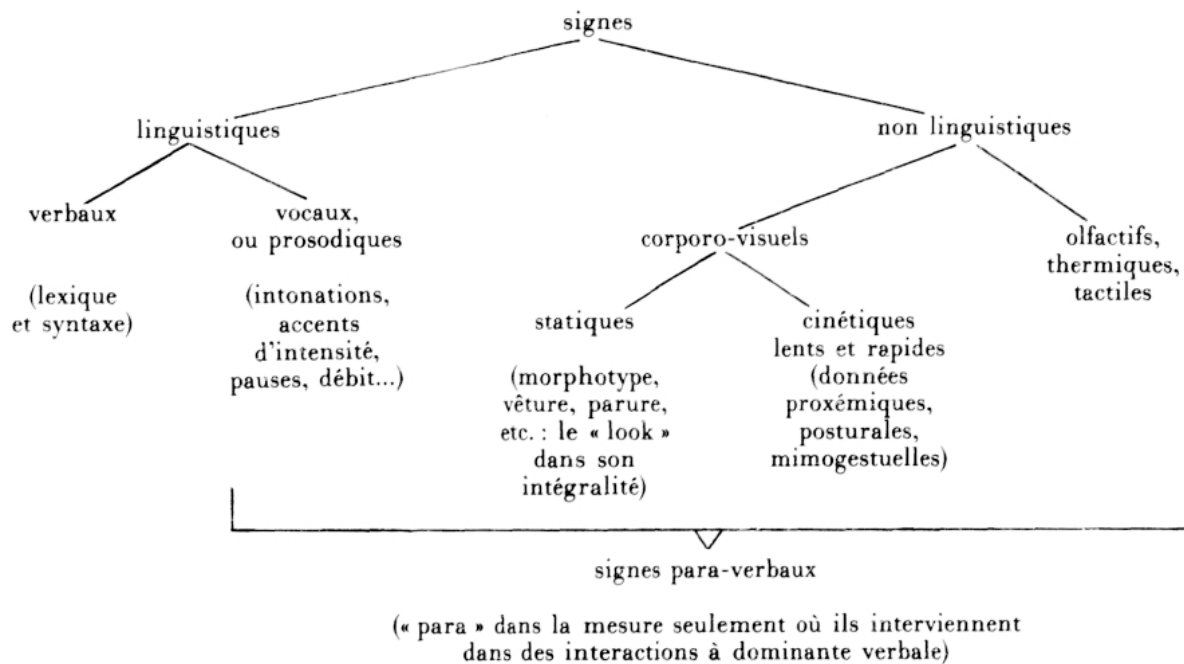 signes
linguistiques
non linguistiques
verbaux
(lexique
et syntaxe)
vocaux,
ou prosodiques
(intonations,
accents
d'intensité,
pauses, débit...)
corporo-visuels
statiques
(morphotype,
vêture, parure,
etc. : le « look »
dans son
intégralité)
cinétiques
lents et rapides
(données
proxémiques,
posturales,
mimogestuelles)
olfactifs,
thermiques,
tactiles
signes para-verbaux
(« para » dans la mesure seulement où ils interviennent
dans des interactions à dominante verbale)